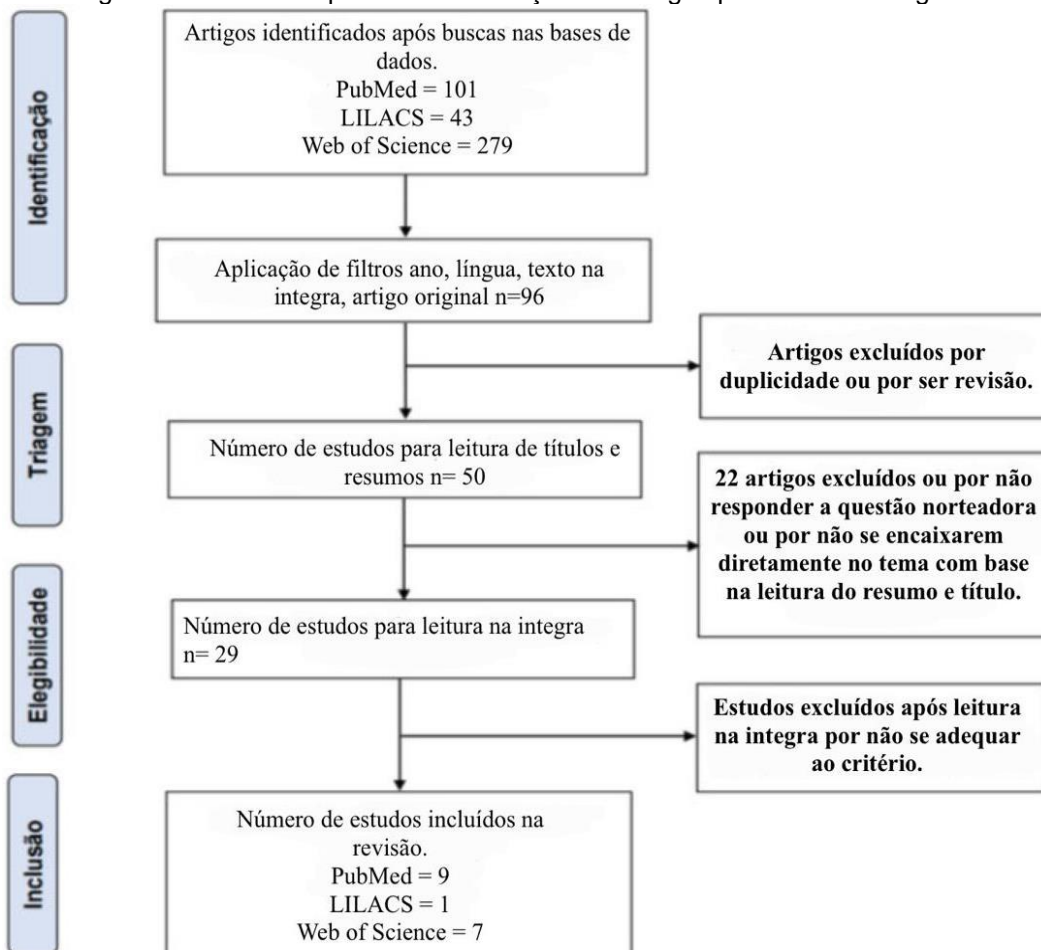 Identificação
Artigos identificados após buscas nas bases de
dados.
PubMed = 101
LILACS = 43
Web of Science = 279
Aplicação de filtros ano, língua, texto na
integra, artigo original n=96
Artigos excluídos por
duplicidade ou por ser revisão.
Triagem
Número de estudos para leitura de títulos e
resumos n= 50
22 artigos excluídos ou por não
responder a questão norteadora
ou por não se encaixarem
diretamente no tema com base
na leitura do resumo e título.
Elegibilidade
Número de estudos para leitura na integra
n= 29
Estudos excluídos após leitura
na integra por não se adequar
ao critério.
Inclusão
Número de estudos incluídos na
revisão.
PubMed = 9
LILACS = 1
Web of Science = 7